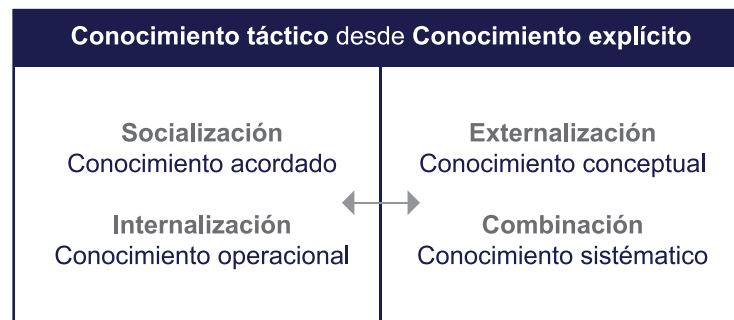 Conocimiento táctico desde Conocimiento explícito
Socialización
Conocimiento acordado
Internalización
Conocimiento operacional
Externalización
Conocimiento conceptual
Combinación
Conocimiento sistématico